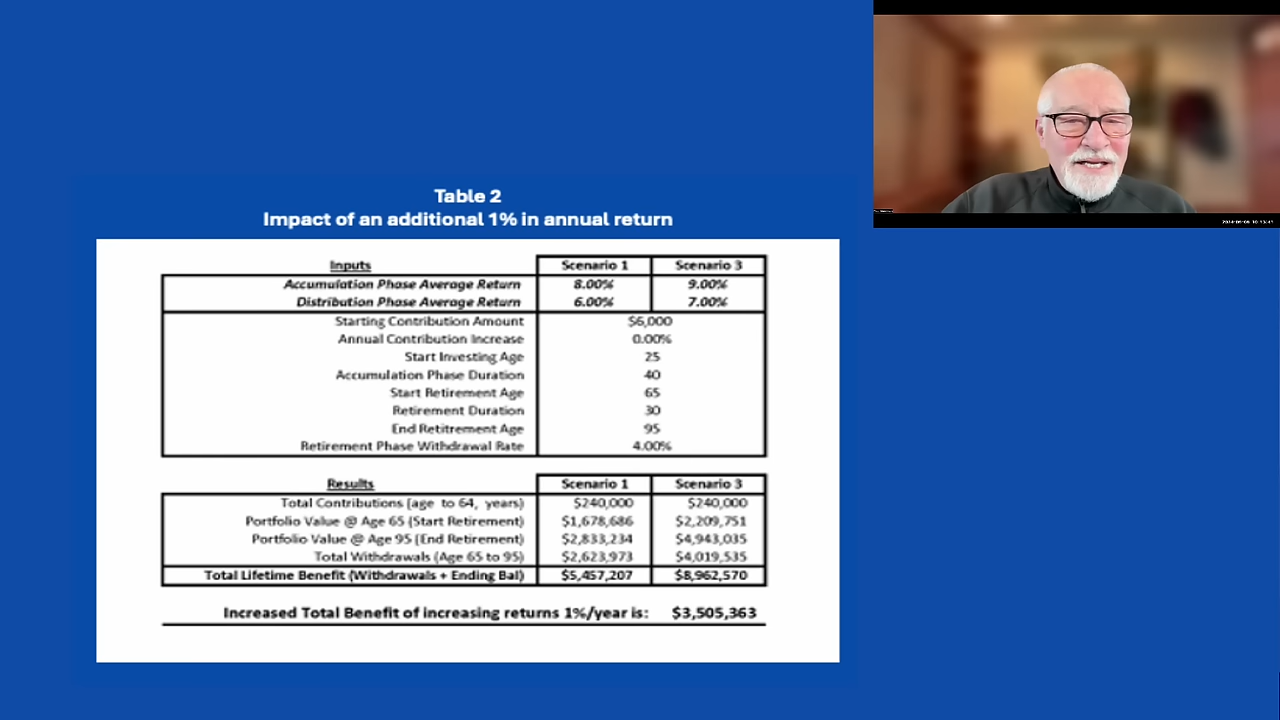 Table 2
Impact of an additional 1% in annual return
Inputs Scenario 1 Scenario 3
Accumulation Phase Average Return 8.00% 9.00%
Distribution Phase Average Return 6.00% 7.00%
Starting Contribution Amount $6,000
Annual Contribution Increase 0.00%
Start Investing Age 25
Accumulation Phase Duration 40
Start Retirement Age 65
Retirement Duration 30
End Retitrement Age 95
Retirement Phase Withdrawal Rate 4.00%
Results Scenario 1 Scenario 3
Total Contributions (age to 64, years) $240,000 $240,000
Portfolio Value @ Age 65 (Start Retirement) $1,678,686 $2,209,751
Portfolio Value @ Age 95 (End Retirement) $2,833,234 $4,943,035
Total Withdrawals (Age 65 to 95) $2,623,973 $4,019,535
Total Lifetime Benefit (Withdrawals + Ending Bal) $5,457,207 $8,962,570
Increased Total Benefit of increasing returns 1%/year is: $3,505,363